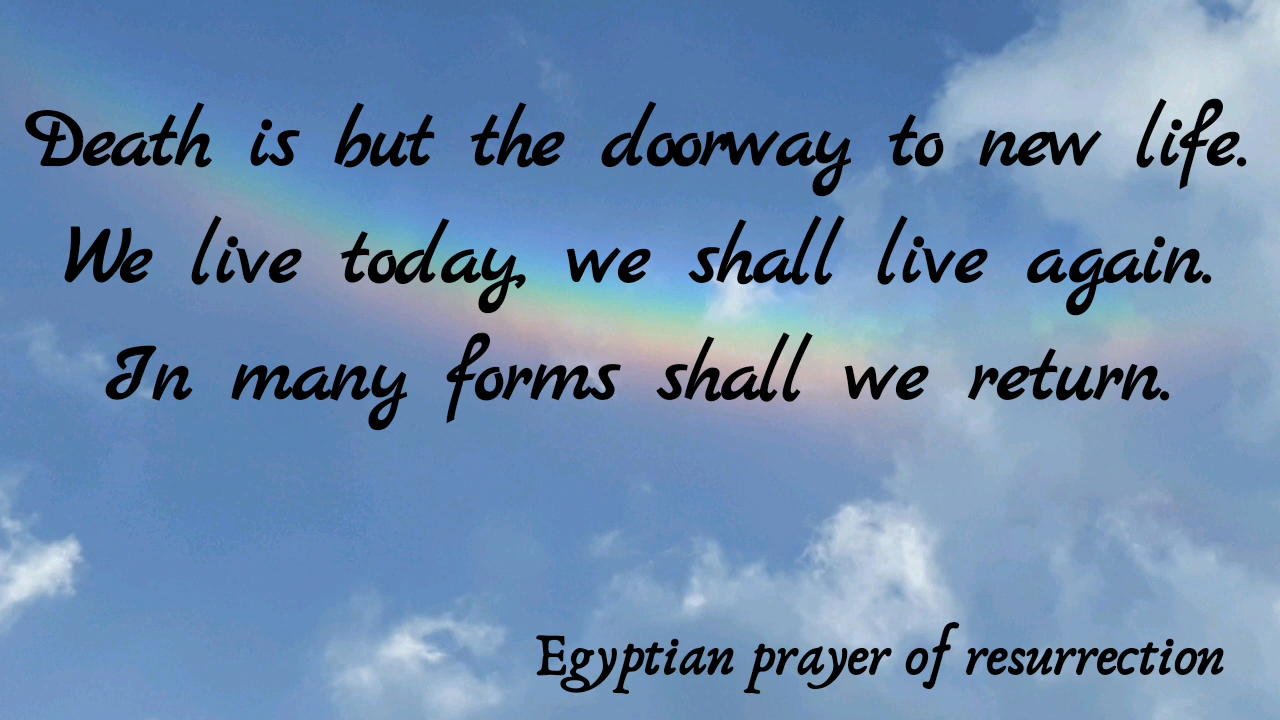 Death is but the doorway to new life.
We live today, we shall live again.
In many forms shall we return.
Egyptian prayer of resurrection